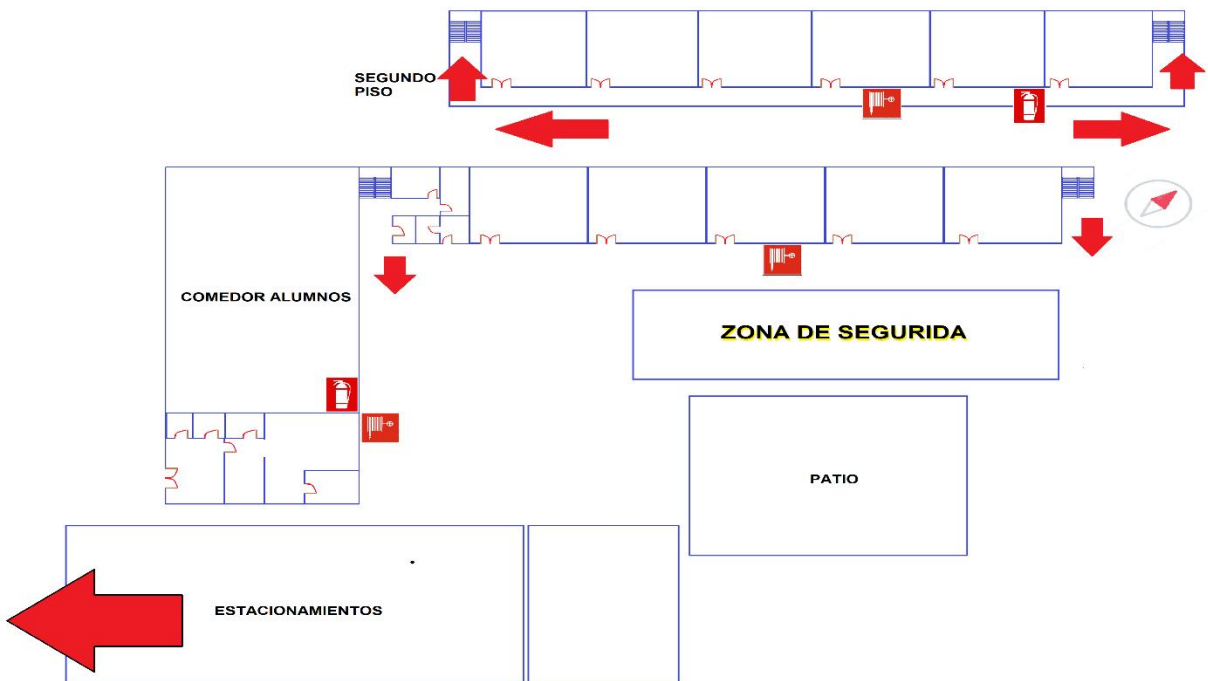 SEGUNDO
PISO
COMEDOR ALUMNOS
ZONA DE SEGURIDA
PATIO
ESTACIONAMIENTOS